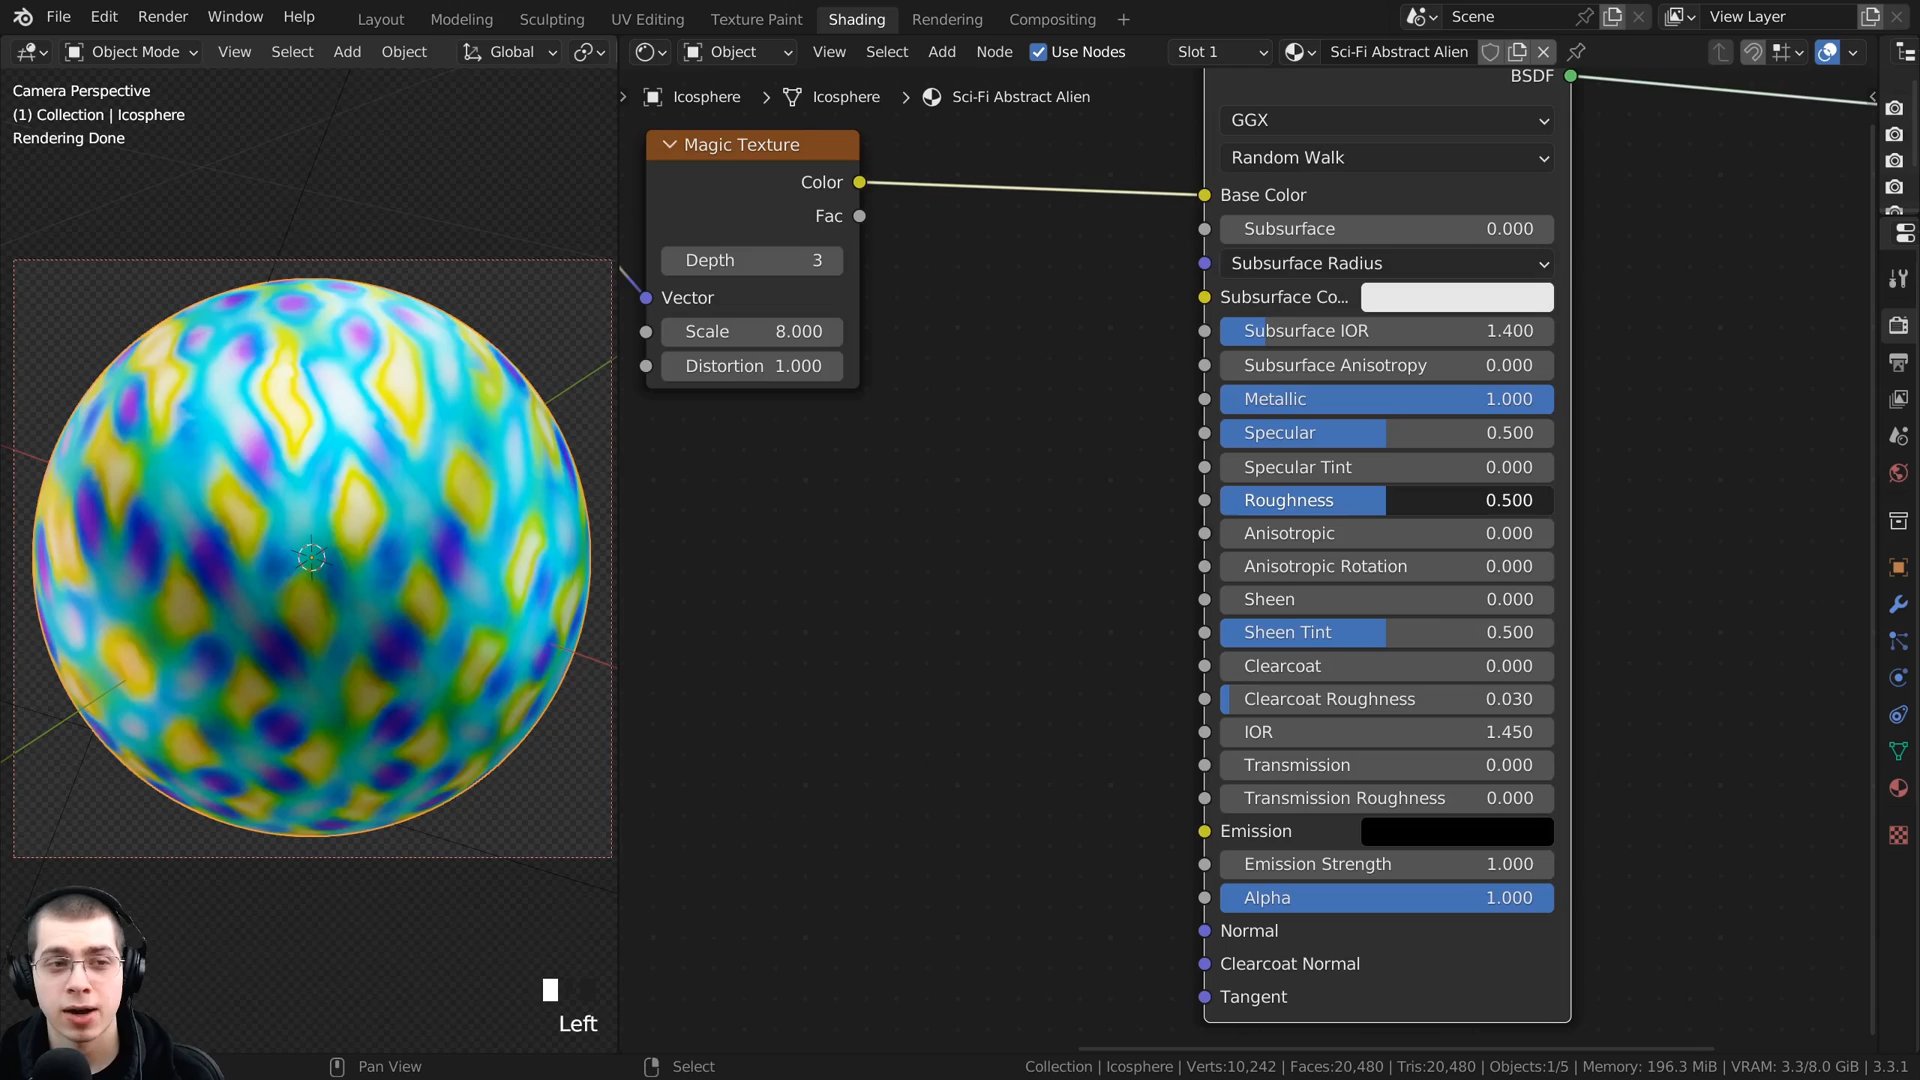 File Edit Render Window Help Layout Modeling Sculpting UV Editing Texture Paint Shading Rendering Compositing + Scene View Layer
Object Mode View Select Add Object Global Object View Select Add Node Use Nodes Slot 1 Sci-Fi Abstract Alien
Camera Perspective
(1) Collection | Icosphere
Rendering Done
Icosphere > Icosphere > Sci-Fi Abstract Alien
Magic Texture
Color
Fac
Depth 3
Vector
Scale 8.000
Distortion 1.000
BSDF
GGX
Random Walk
Base Color
Subsurface 0.000
Subsurface Radius
Subsurface Co...
Subsurface IOR 1.400
Subsurface Anisotropy 0.000
Metallic 1.000
Specular 0.500
Specular Tint 0.000
Roughness 0.500
Anisotropic 0.000
Anisotropic Rotation 0.000
Sheen 0.000
Sheen Tint 0.500
Clearcoat 0.000
Clearcoat Roughness 0.030
IOR 1.450
Transmission 0.000
Transmission Roughness 0.000
Emission
Emission Strength 1.000
Alpha 1.000
Normal
Clearcoat Normal
Tangent
Left
Pan View Select Collection | Icosphere | Verts:10,242 | Faces:20,480 | Tris:20,480 | Objects:1/5 | Memory: 196.3 MiB | VRAM: 3.3/8.0 GiB | 3.3.1